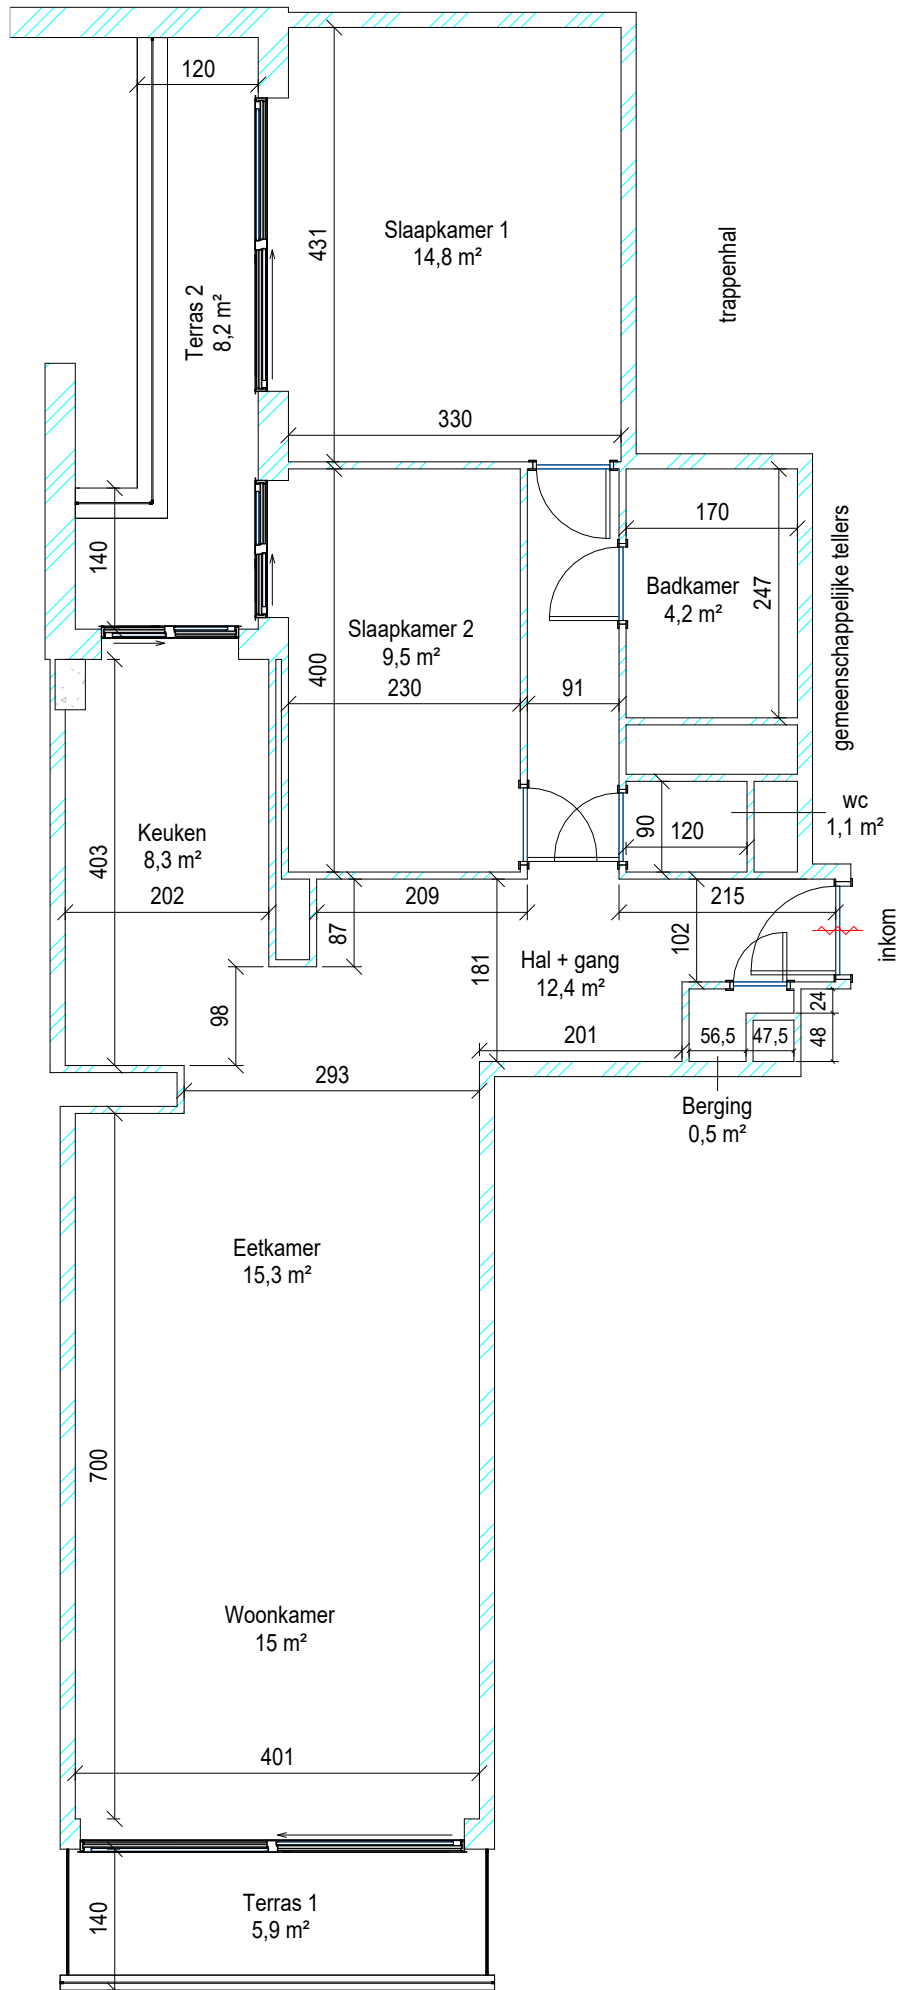 120
Slaapkamer 1
14,8 m²
431
trappenhal
Terras 2
8,2 m²
330
140
170
Badkamer
4,2 m²
247
gemeenschappelijke tellers
Slaapkamer 2
9,5 m²
400
230
91
wc
1,1 m²
90
120
Keuken
8,3 m²
403
202
209
215
87
102
inkom
181
Hal + gang
12,4 m²
98
24
201
56,5
47,5
48
293
Berging
0,5 m²
Eetkamer
15,3 m²
700
Woonkamer
15 m²
401
Terras 1
5,9 m²
140